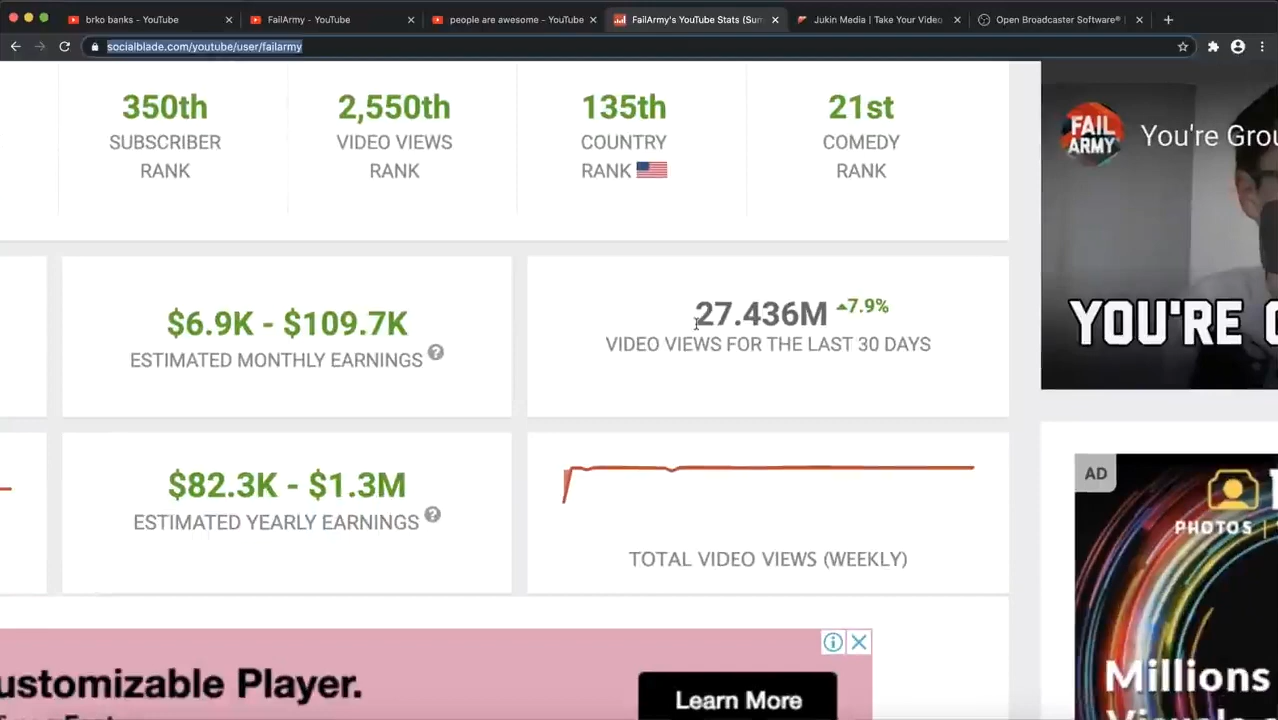 brko banks - YouTube
FailArmy - YouTube
people are awesome - YouTube
FailArmy's YouTube Stats (Sum
Jukin Media | Take Your Video
Open Broadcaster Software®
socialblade.com/youtube/user/failarmy
350th
SUBSCRIBER
RANK
2,550th
VIDEO VIEWS
RANK
135th
COUNTRY
RANK
21st
COMEDY
RANK
FAIL
ARMY
You're Grou
YOU'RE
$6.9K - $109.7K
ESTIMATED MONTHLY EARNINGS ?
27.436M 7.9%
VIDEO VIEWS FOR THE LAST 30 DAYS
$82.3K - $1.3M
ESTIMATED YEARLY EARNINGS ?
TOTAL VIDEO VIEWS (WEEKLY)
AD
PHOTOS
ustomizable Player.
Learn More
Millions